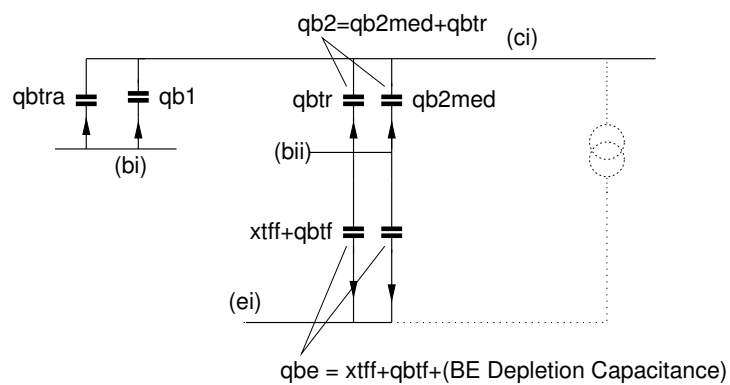 qb2=qb2med+qbtr
(ci)
qbtra
qb1
qbtr
qb2med
(bi)
(bii)
xtff+qbtf
(ei)
qbe = xtff+qbtf+(BE Depletion Capacitance)